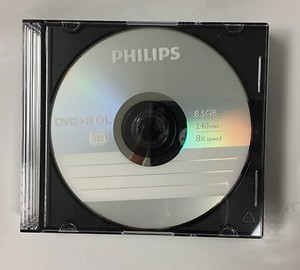 PHILIPS
DVD+R DL
8.5GB
240min
8x speed